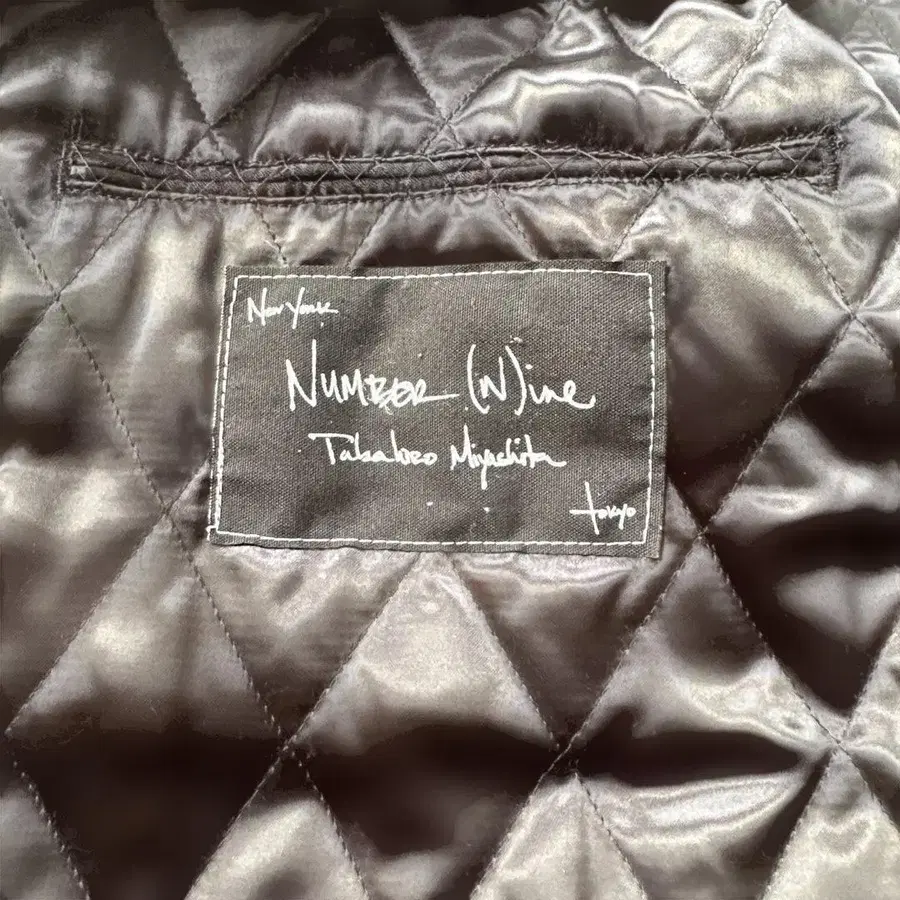 New York
NUMBER (N)ine
Takahiro Miyashita
tokyo